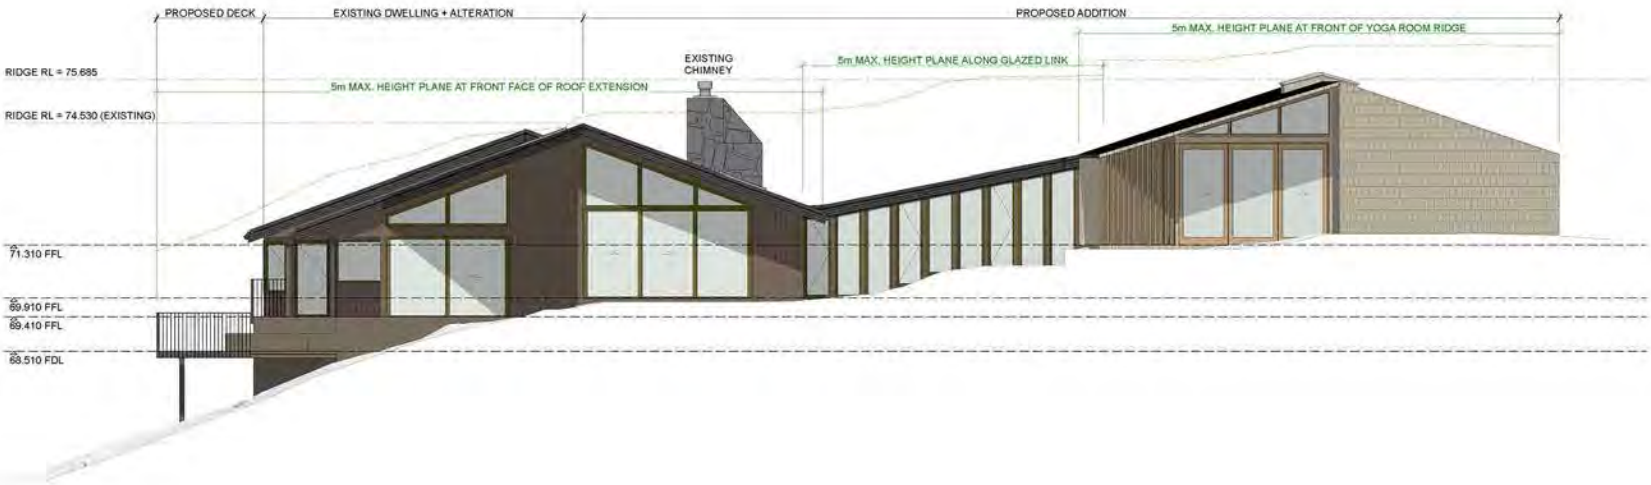 PROPOSED DECK
EXISTING DWELLING + ALTERATION
PROPOSED ADDITION
5m MAX. HEIGHT PLANE AT FRONT OF YOGA ROOM RIDGE
EXISTING
CHIMNEY
5m MAX. HEIGHT PLANE ALONG GLAZED LINK
RIDGE RL = 75.685
5m MAX. HEIGHT PLANE AT FRONT FACE OF ROOF EXTENSION
RIDGE RL = 74.530 (EXISTING)
71.310 FFL
69.910 FFL
69.410 FFL
68.510 FDL